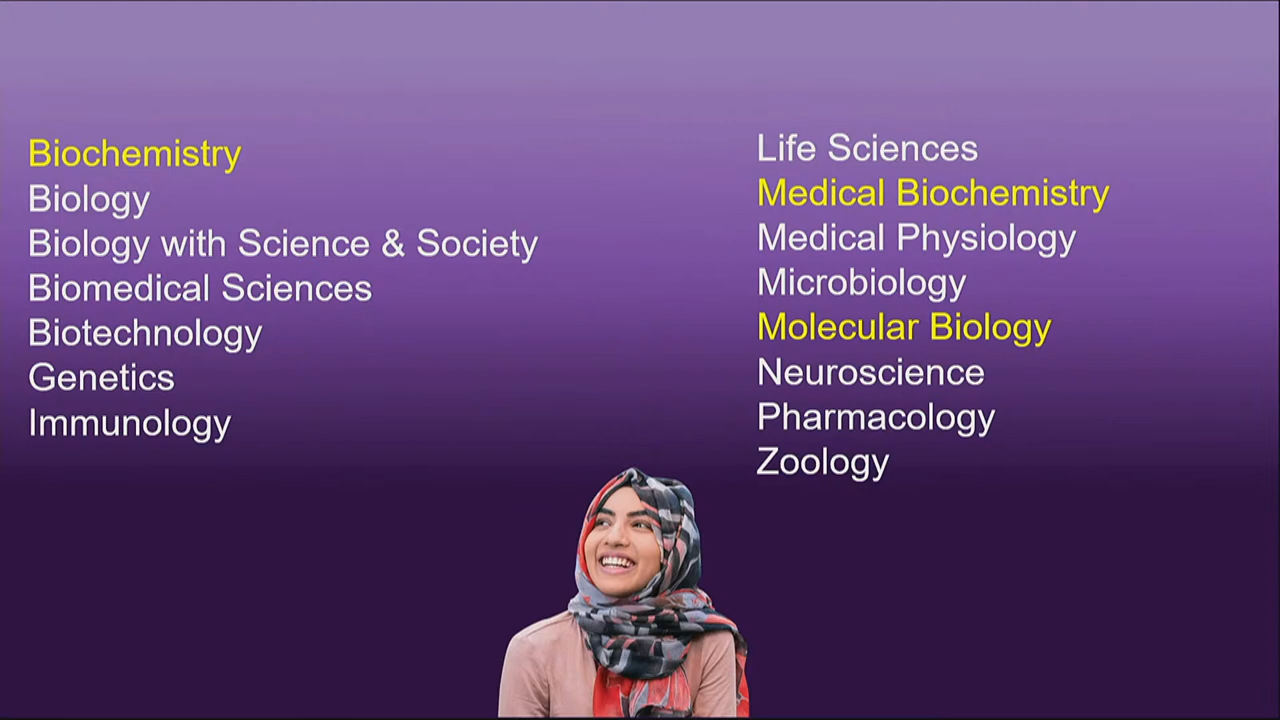 Biochemistry
Biology
Biology with Science & Society
Biomedical Sciences
Biotechnology
Genetics
Immunology
Life Sciences
Medical Biochemistry
Medical Physiology
Microbiology
Molecular Biology
Neuroscience
Pharmacology
Zoology